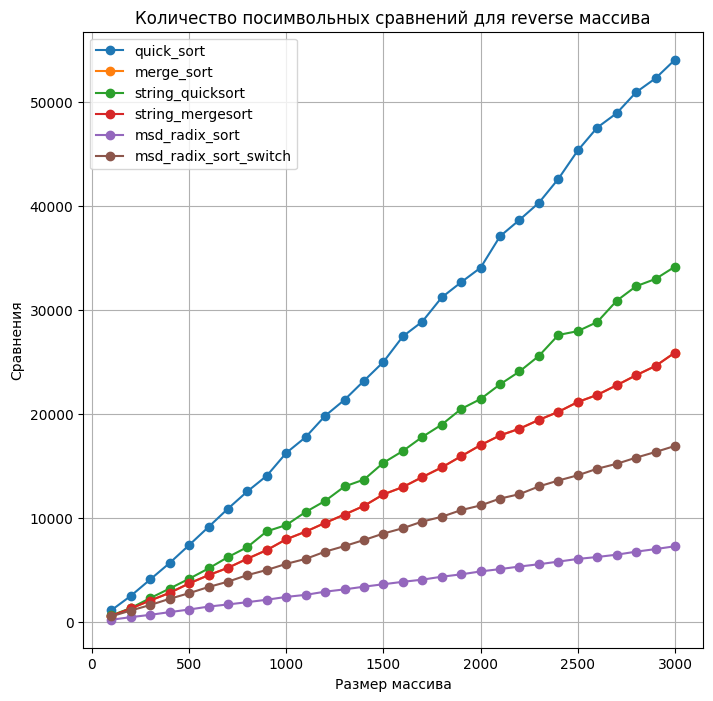 Количество посимвольных сравнений для reverse массива
quick_sort
merge_sort
string_quicksort
string_mergesort
msd_radix_sort
msd_radix_sort_switch
50000
40000
30000
20000
10000
0
Сравнения
0 500 1000 1500 2000 2500 3000
Размер массива